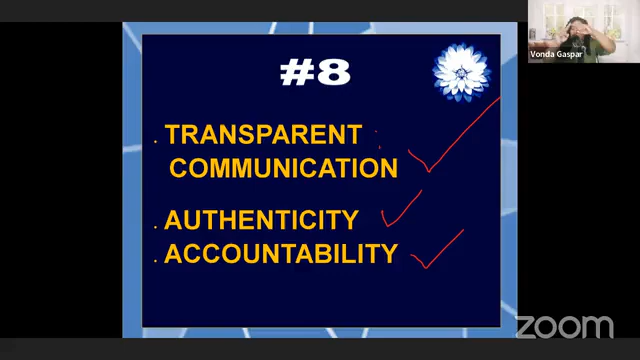 #8
Vonda Gaspar
. TRANSPARENT
COMMUNICATION
. AUTHENTICITY
. ACCOUNTABILITY
zoom